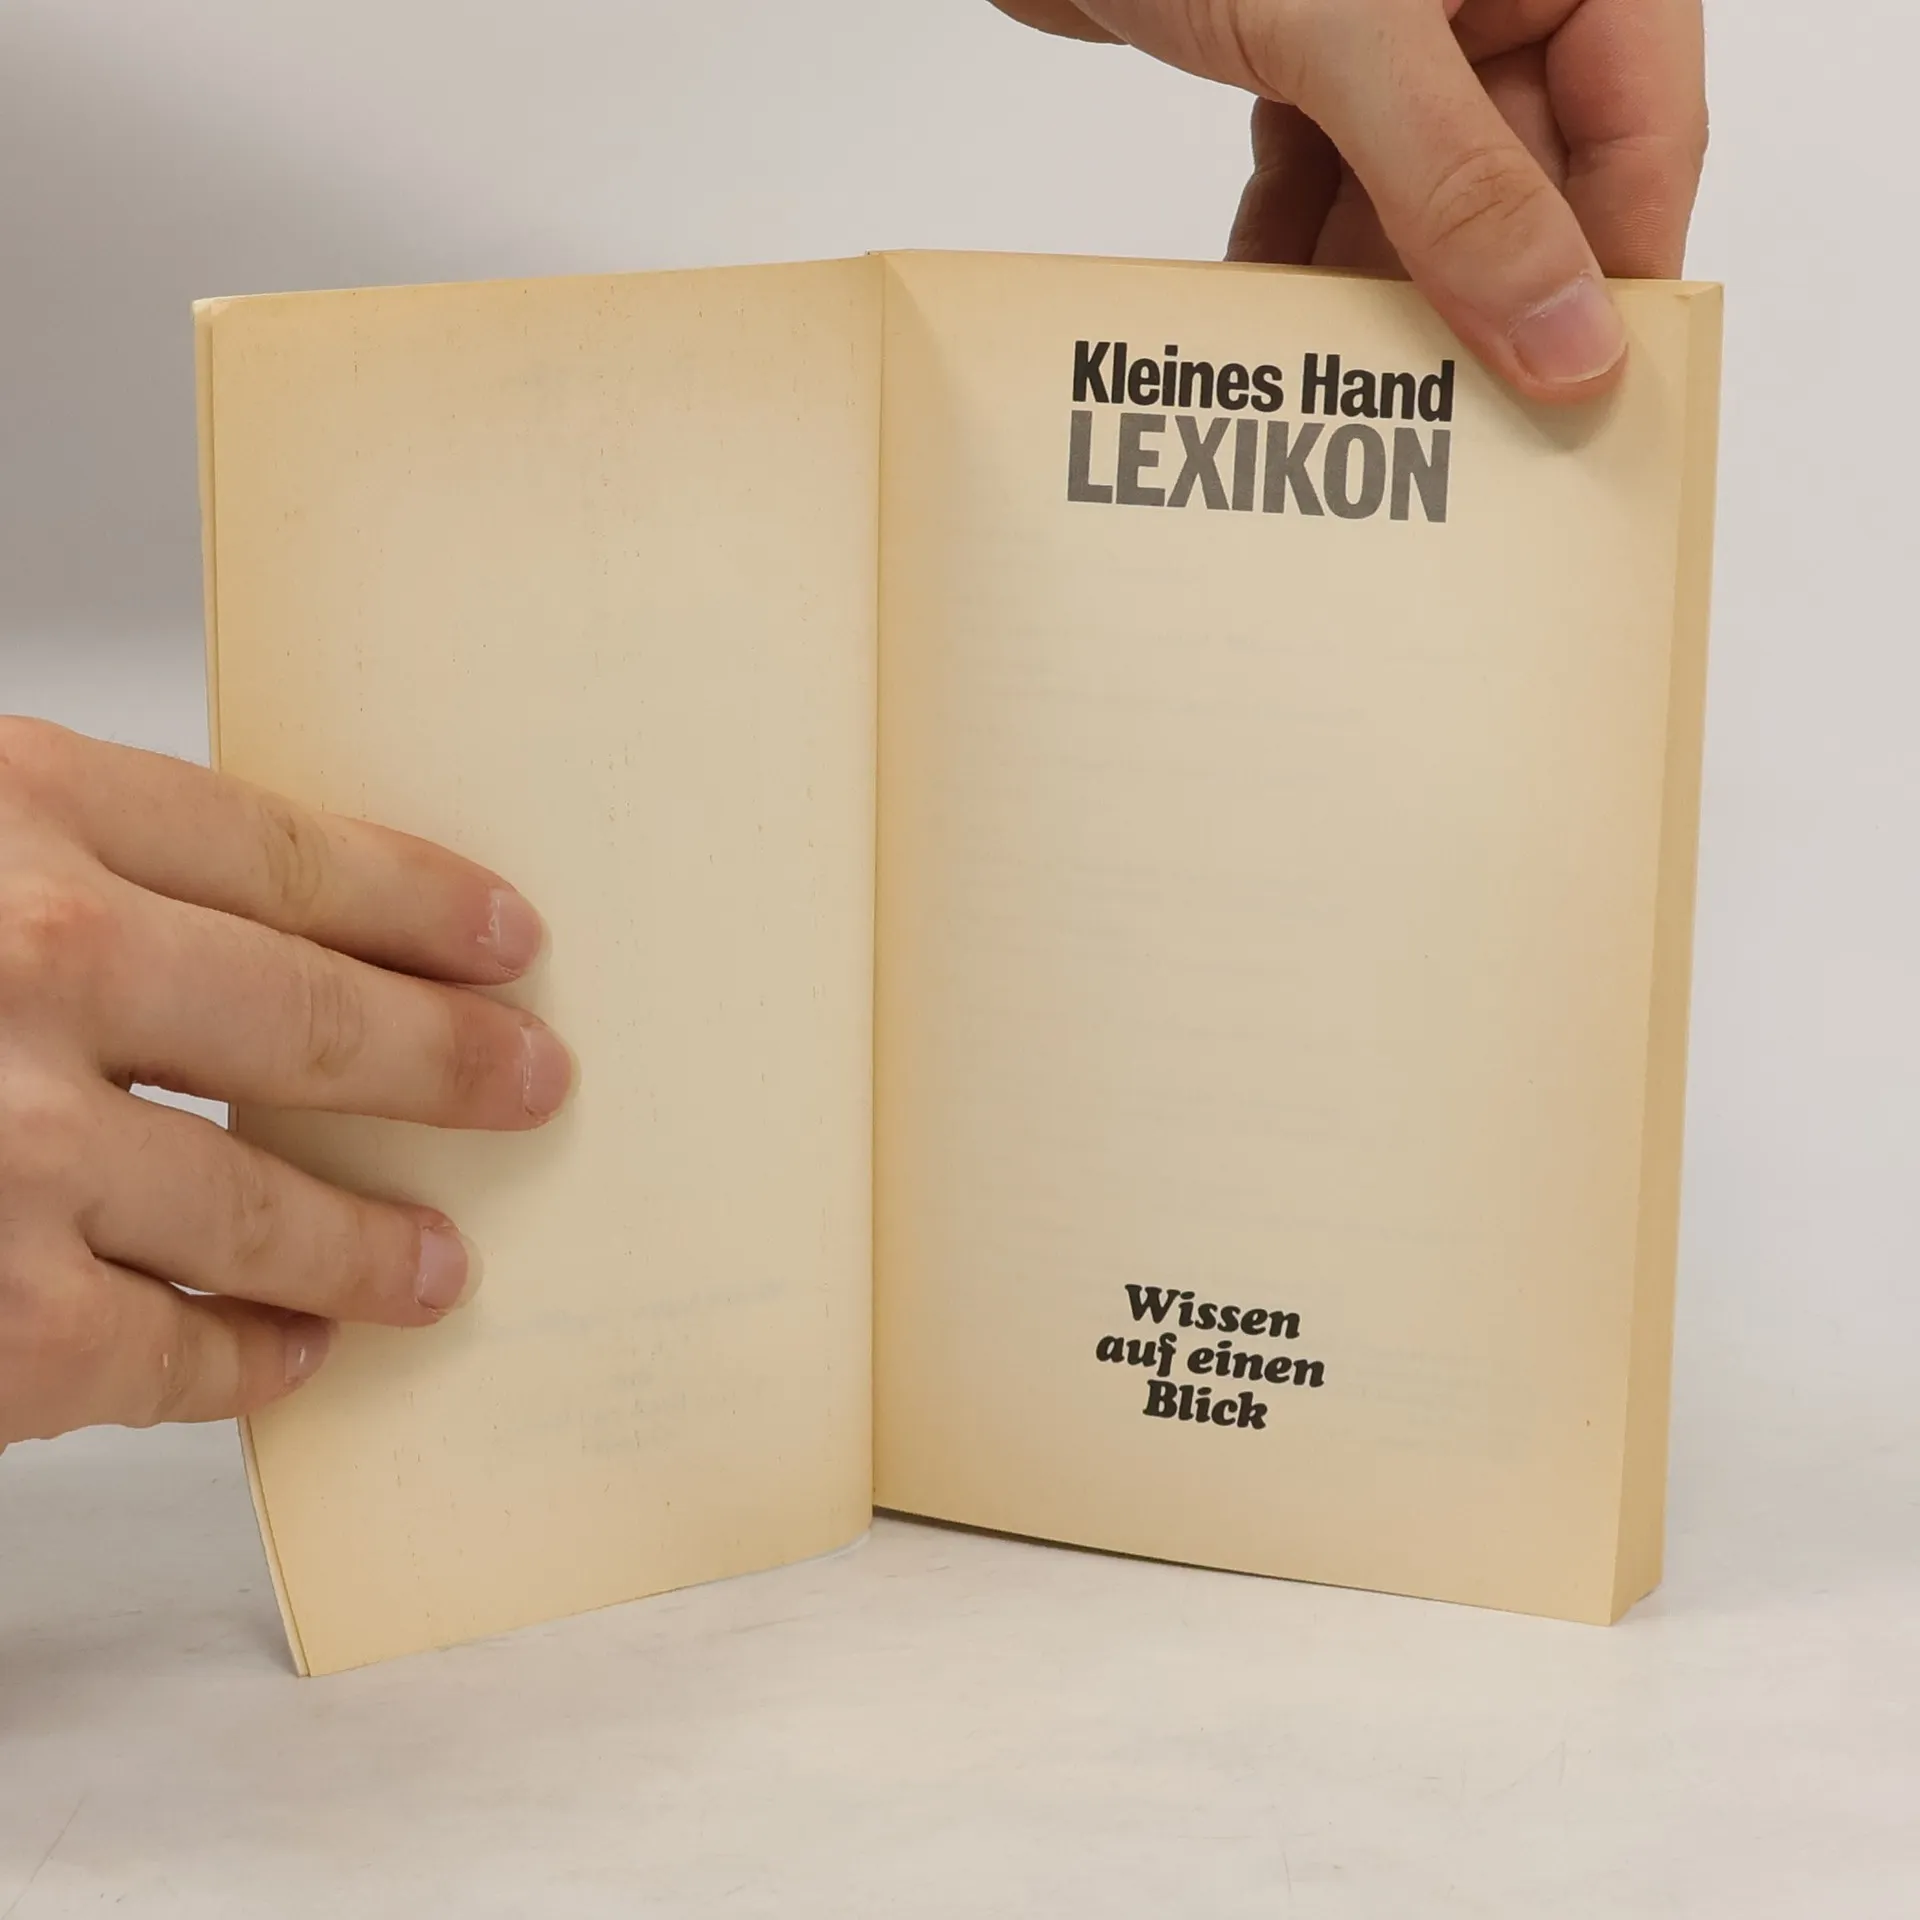 Kleines Hand
LEXIKON
Wissen
auf einen
Blick